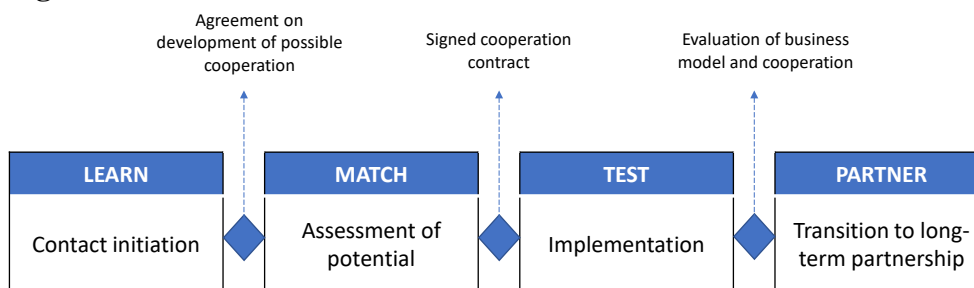 Agreement on
development of possible
cooperation
Signed cooperation
contract
Evaluation of business
model and cooperation
LEARN
MATCH
TEST
PARTNER
Contact initiation
Assessment of
potential
Implementation
Transition to long-
term partnership